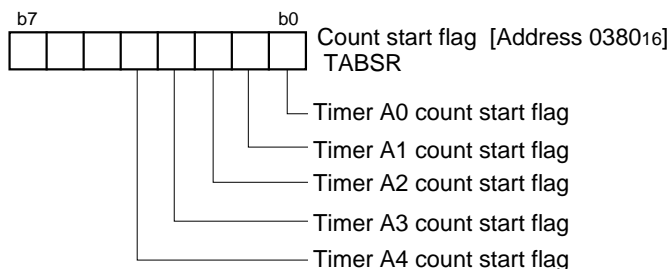 b7 b0
Count start flag [Address 038016]
TABSR
Timer A0 count start flag
Timer A1 count start flag
Timer A2 count start flag
Timer A3 count start flag
Timer A4 count start flag